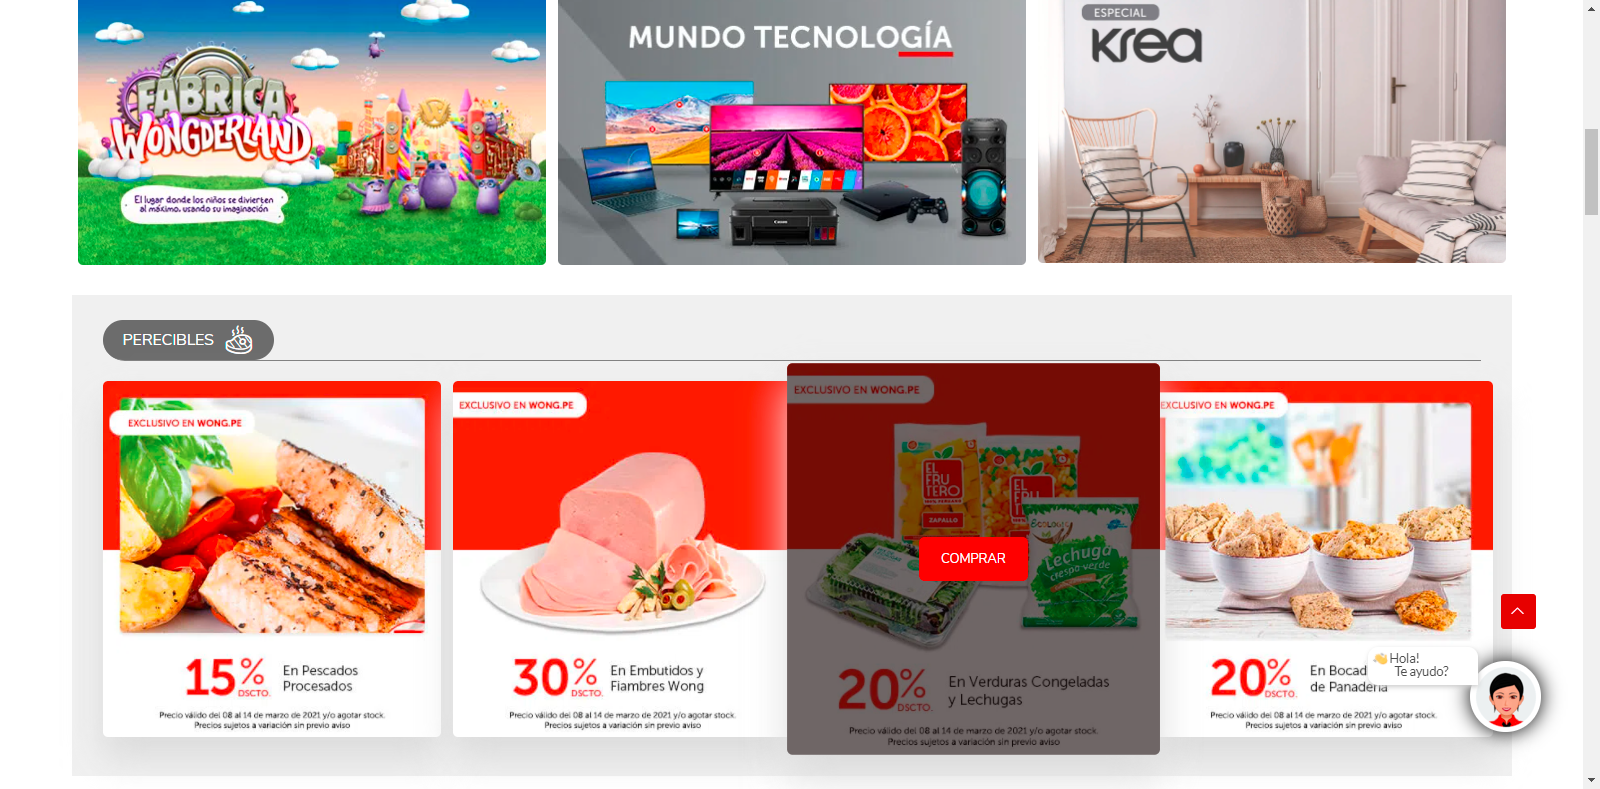 FÁBRICA
WONGDERLAND
El lugar donde los niños se divierten
al máximo, usando su imaginación
MUNDO TECNOLOGÍA
Canon
ESPECIAL
krea
PERECIBLES
EXCLUSIVO EN WONG.PE
15%
DSCTO.
En Pescados
Procesados
Precio válido del 08 al 14 de marzo de 2021 y/o agotar stock.
Precios sujetos a variación sin previo aviso
EXCLUSIVO EN WONG.PE
30%
DSCTO.
En Embutidos y
Fiambres Wong
Precio válido del 08 al 14 de marzo de 2021 y/o agotar stock.
Precios sujetos a variación sin previo aviso
EXCLUSIVO EN WONG.PE
EL
FRU
TERO
ZAPALLO
EL
FRU
TERO
Lechuga
crespa verde
COMPRAR
20%
DSCTO.
En Verduras Congeladas
y Lechugas
Precio válido del 08 al 14 de marzo de 2021 y/o agotar stock.
Precios sujetos a variación sin previo aviso
EXCLUSIVO EN WONG.PE
20%
DSCTO.
En Bocad
de Panadería
Precio válido del 08 al 14 de marzo de 2021 y/o agotar stock.
Precios sujetos a variación sin previo aviso
👋 Hola!
Te ayudo?